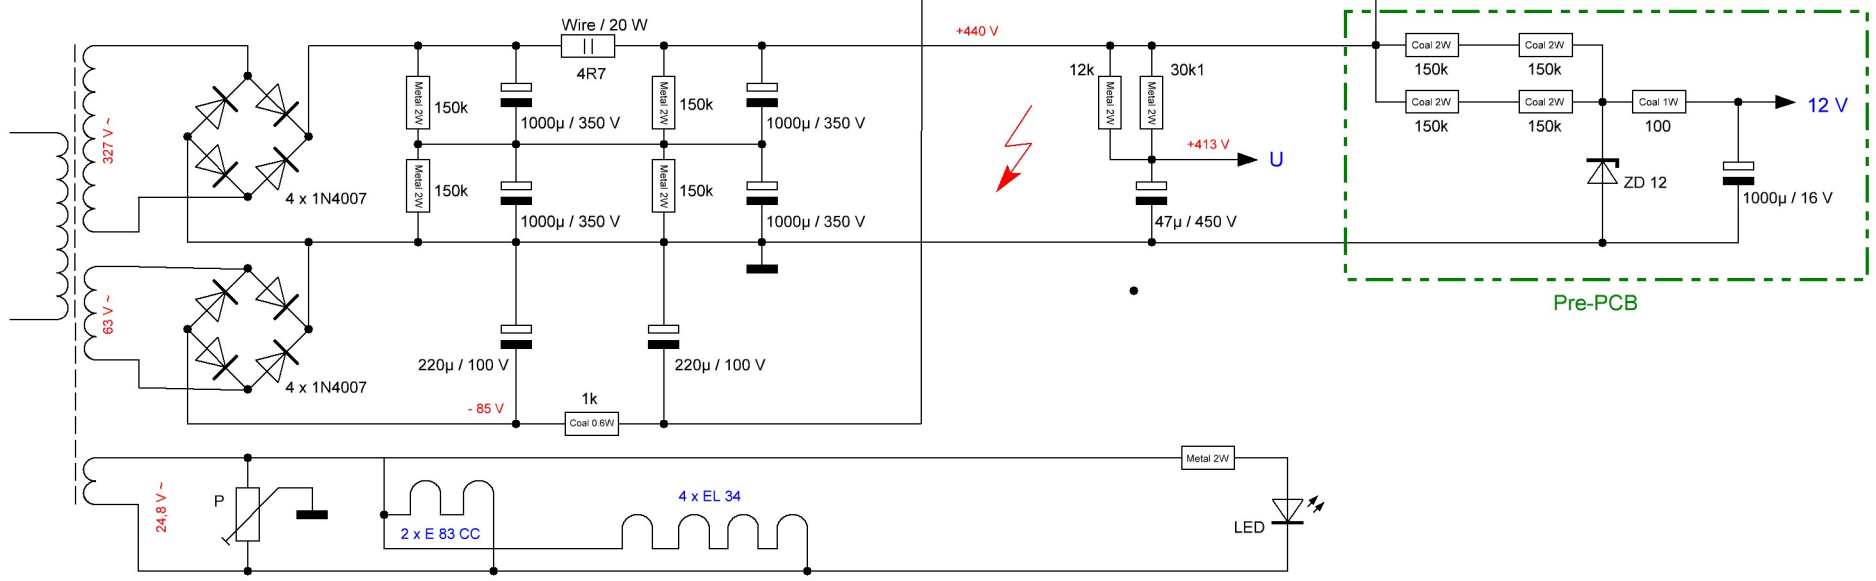 Wire / 20 W
4R7
+440 V
327 V ~
4 x 1N4007
Metal 2W
150k
1000µ / 350 V
Metal 2W
150k
1000µ / 350 V
Metal 2W
150k
1000µ / 350 V
Metal 2W
150k
1000µ / 350 V
12k
Metal 2W
30k1
Metal 2W
+413 V
U
47µ / 450 V
Coal 2W
150k
Coal 2W
150k
Coal 2W
150k
Coal 2W
150k
Coal 1W
100
12 V
ZD 12
1000µ / 16 V
Pre-PCB
63 V ~
4 x 1N4007
220µ / 100 V
220µ / 100 V
- 85 V
1k
Coal 0.6W
24,8 V ~
P
2 x E 83 CC
4 x EL 34
Metal 2W
LED